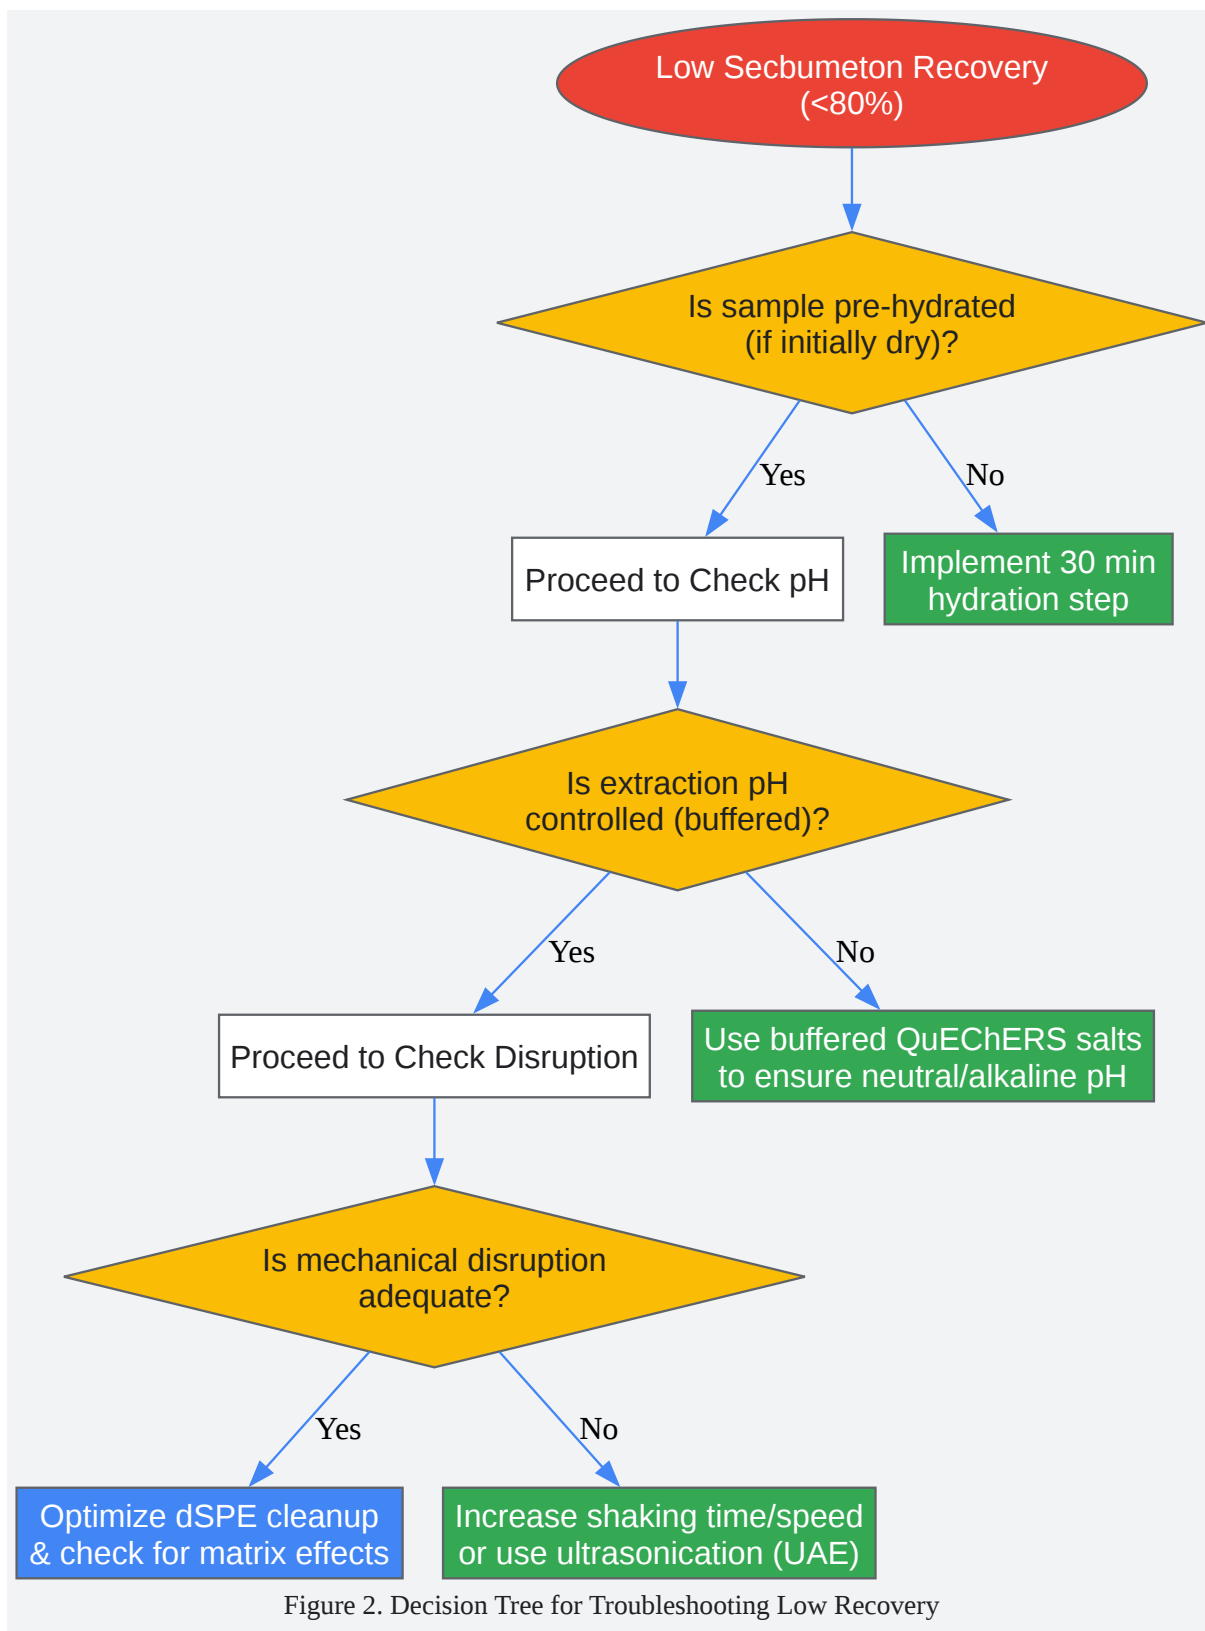 Low Secbumeton Recovery
(<80%)
Is sample pre-hydrated
(if initially dry)?
Yes
No
Proceed to Check pH
Implement 30 min
hydration step
Is extraction pH
controlled (buffered)?
Yes
No
Proceed to Check Disruption
Use buffered QuEChERS salts
to ensure neutral/alkaline pH
Is mechanical disruption
adequate?
Yes
No
Optimize dSPE cleanup
& check for matrix effects
Increase shaking time/speed
or use ultrasonication (UAE)
Figure 2. Decision Tree for Troubleshooting Low Recovery